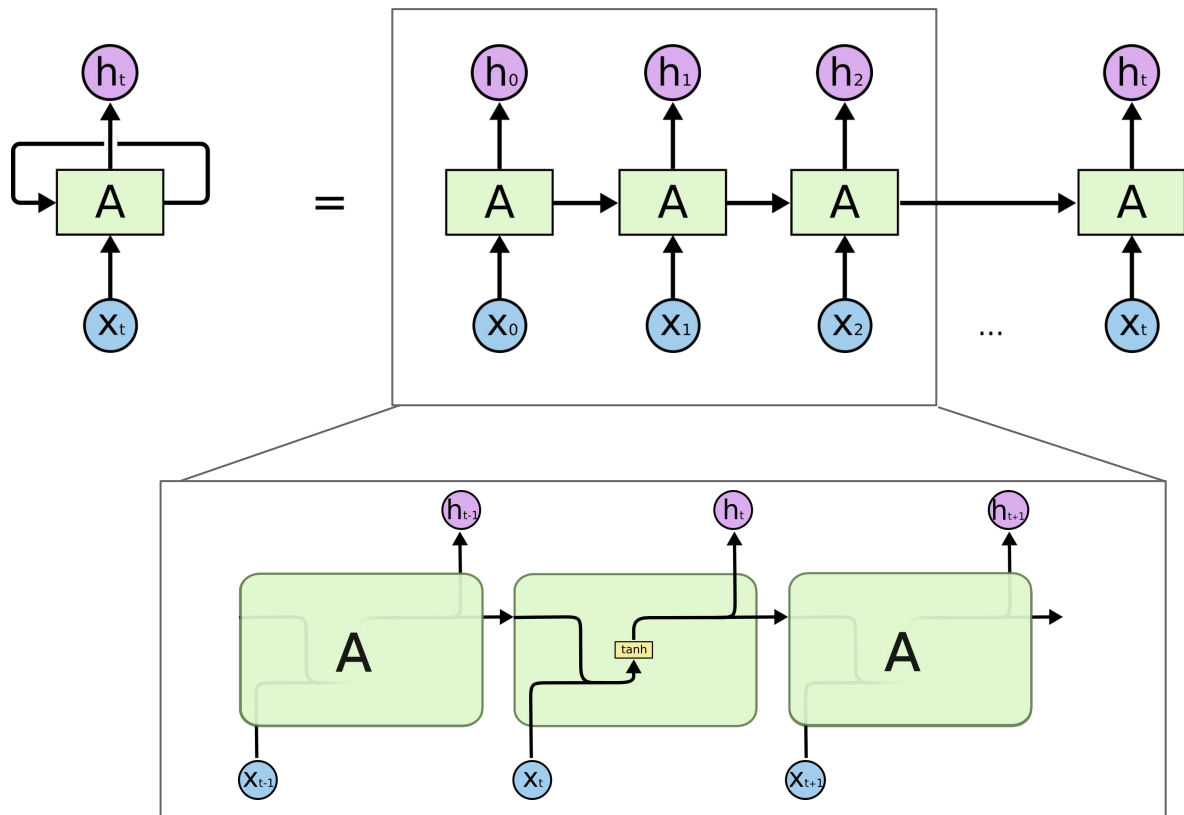 hₜ h₀ h₁ h₂ hₜ
A = A A A A
xₜ x₀ x₁ x₂ ... xₜ
hₜ₋₁ hₜ hₜ₊₁
A tanh A
xₜ₋₁ xₜ xₜ₊₁